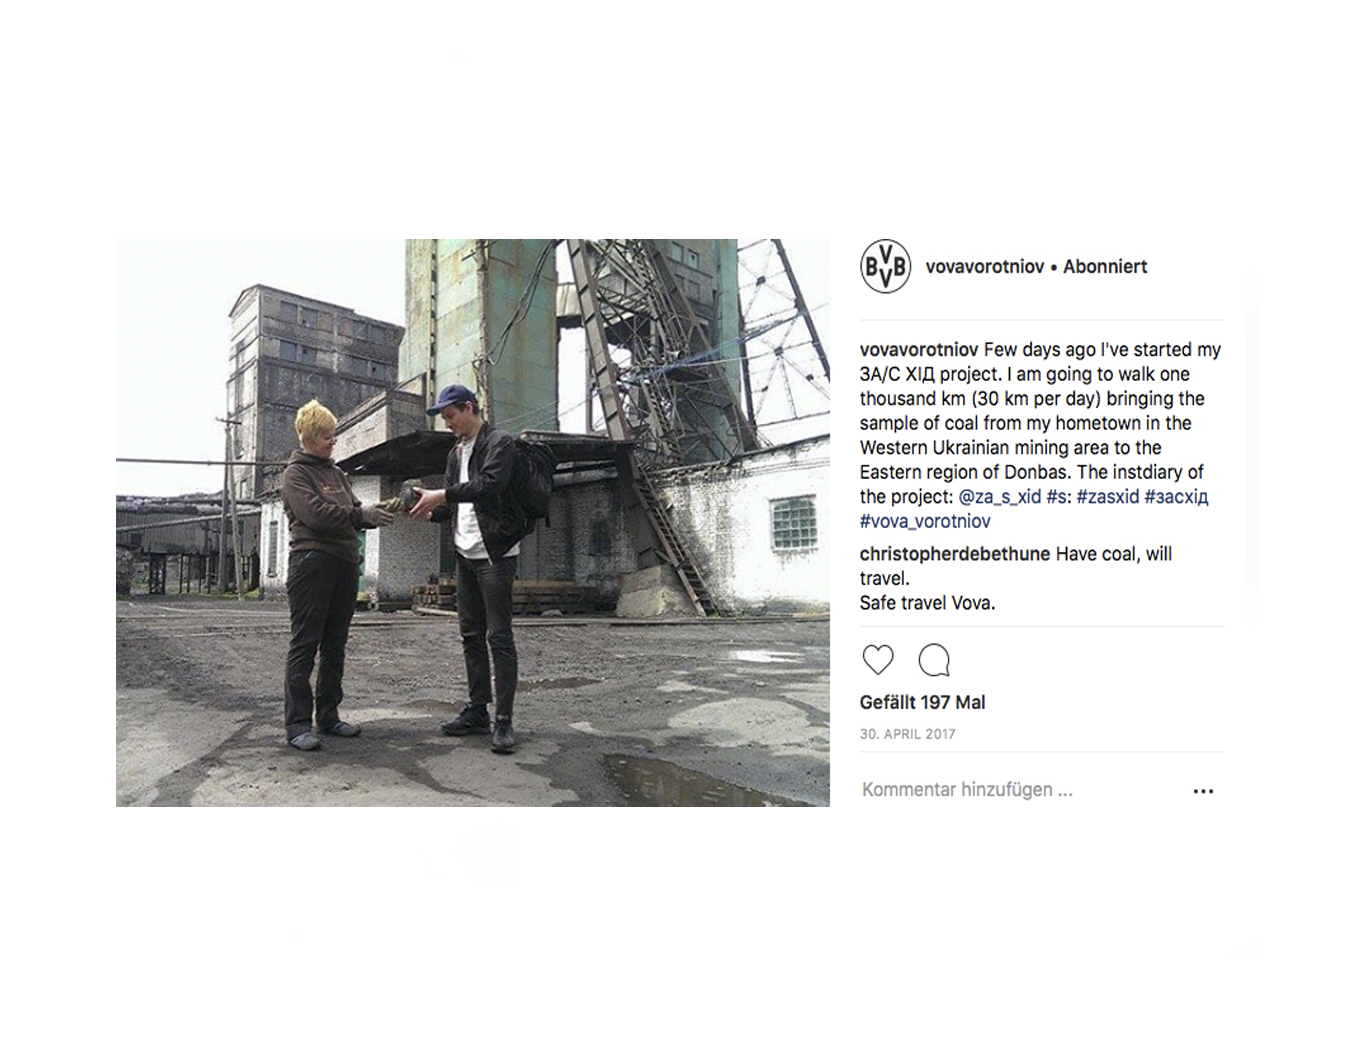 BVB
V
vovavorotniov • Abonniert
vovavorotniov Few days ago I've started my
ЗА/С ХІД project. I am going to walk one
thousand km (30 km per day) bringing the
sample of coal from my hometown in the
Western Ukrainian mining area to the
Eastern region of Donbas. The instdiary of
the project: @za_s_xid #s: #zasxid #засхід
#vova_vorotniov
christopherdebethune Have coal, will
travel.
Safe travel Vova.
Gefällt 197 Mal
30. APRIL 2017
Kommentar hinzufügen ...